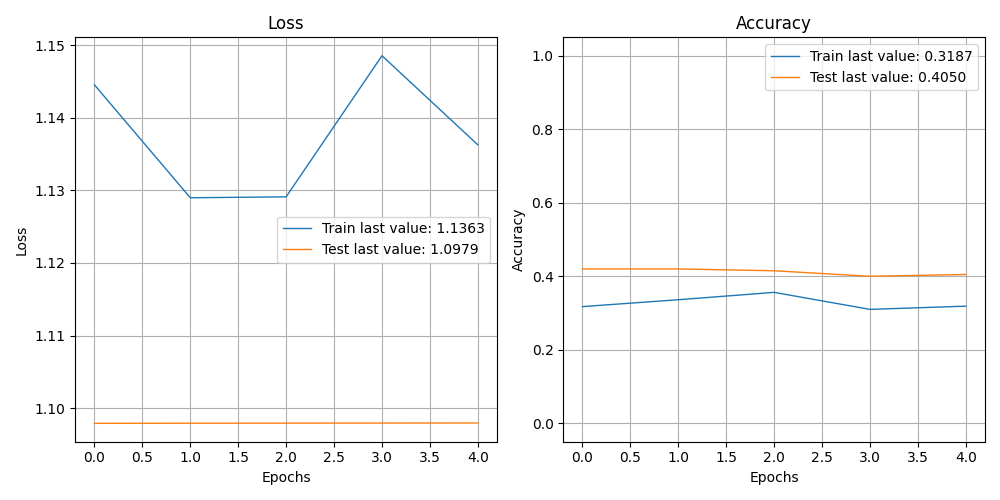 Loss
1.15
1.14
1.13
1.12
1.11
1.10
Loss
Train last value: 1.1363
Test last value: 1.0979
0.0 0.5 1.0 1.5 2.0 2.5 3.0 3.5 4.0
Epochs
Accuracy
1.0
0.8
0.6
0.4
0.2
0.0
Accuracy
Train last value: 0.3187
Test last value: 0.4050
0.0 0.5 1.0 1.5 2.0 2.5 3.0 3.5 4.0
Epochs